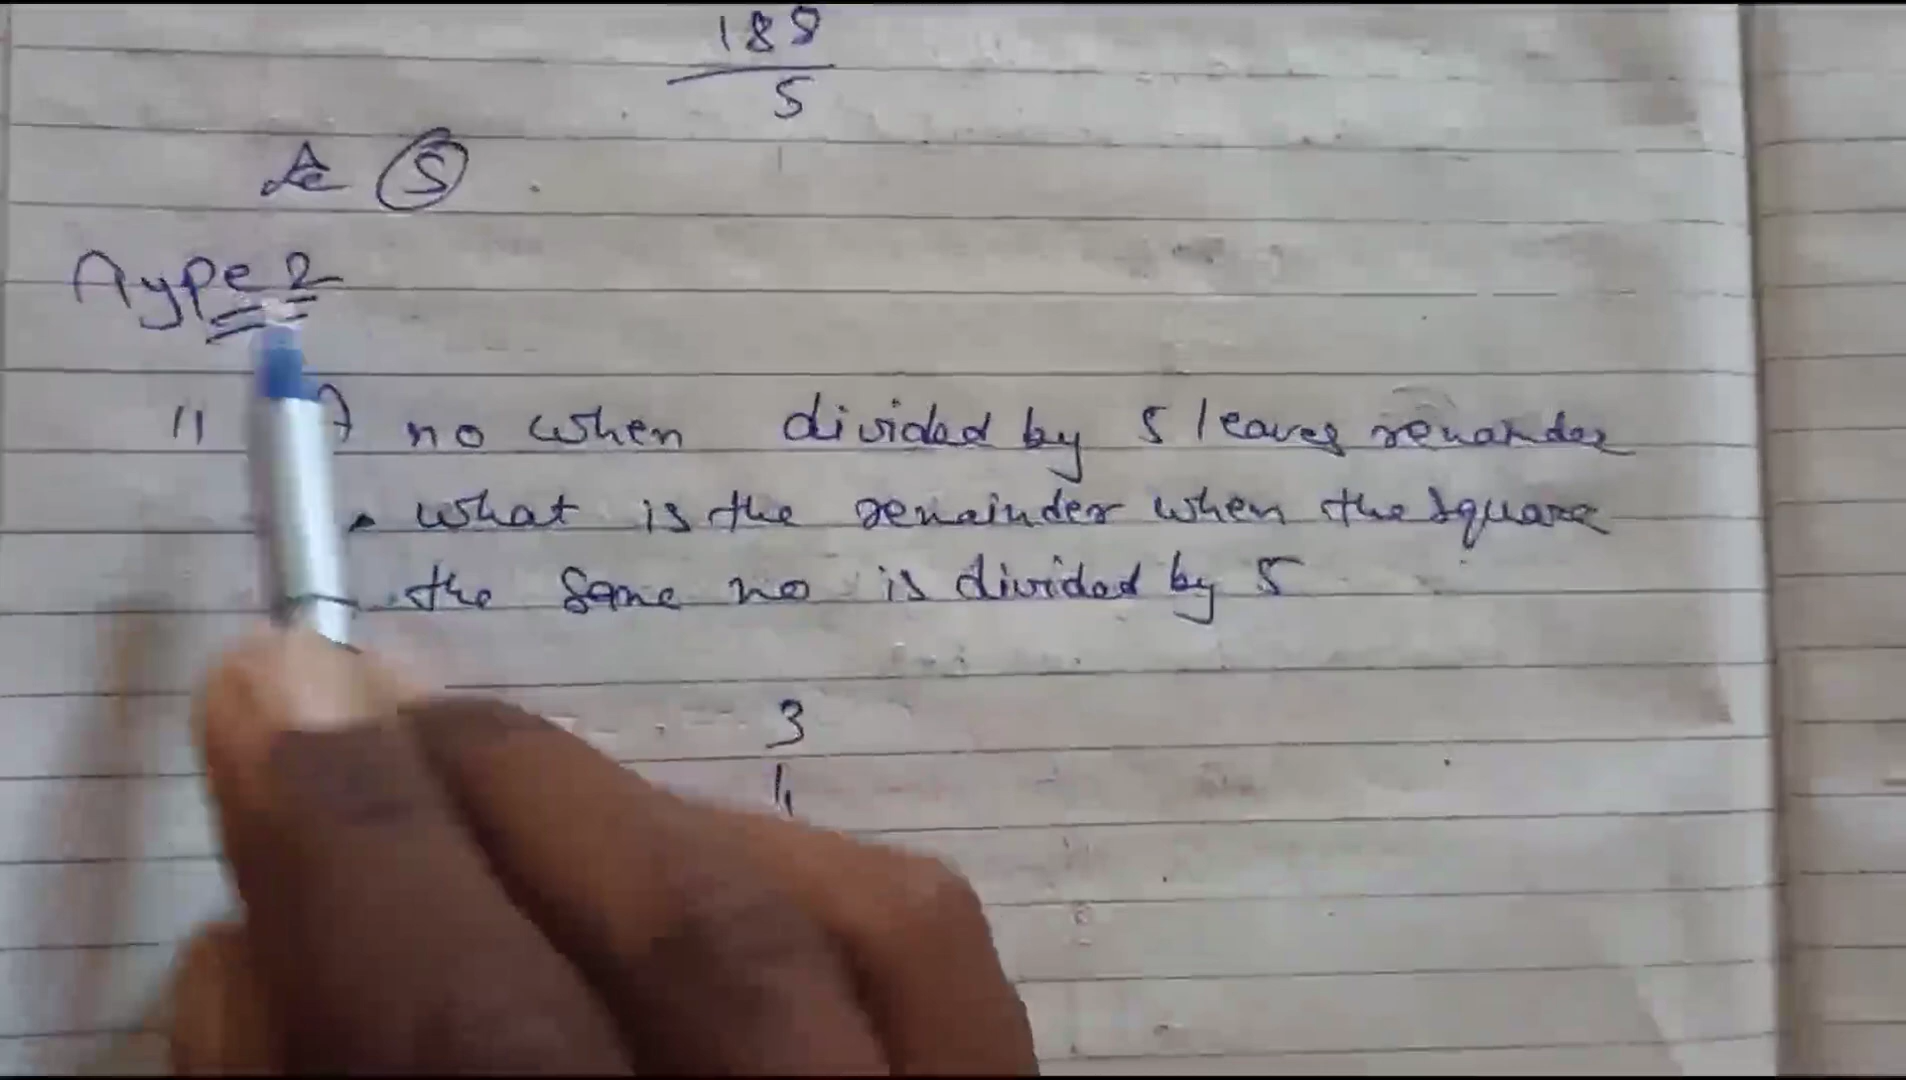 189
5
Ae (5)
Type 2
11 A no when divided by 5 leaves remainder
what is the remainder when the square
the same no is divided by 5
3
4